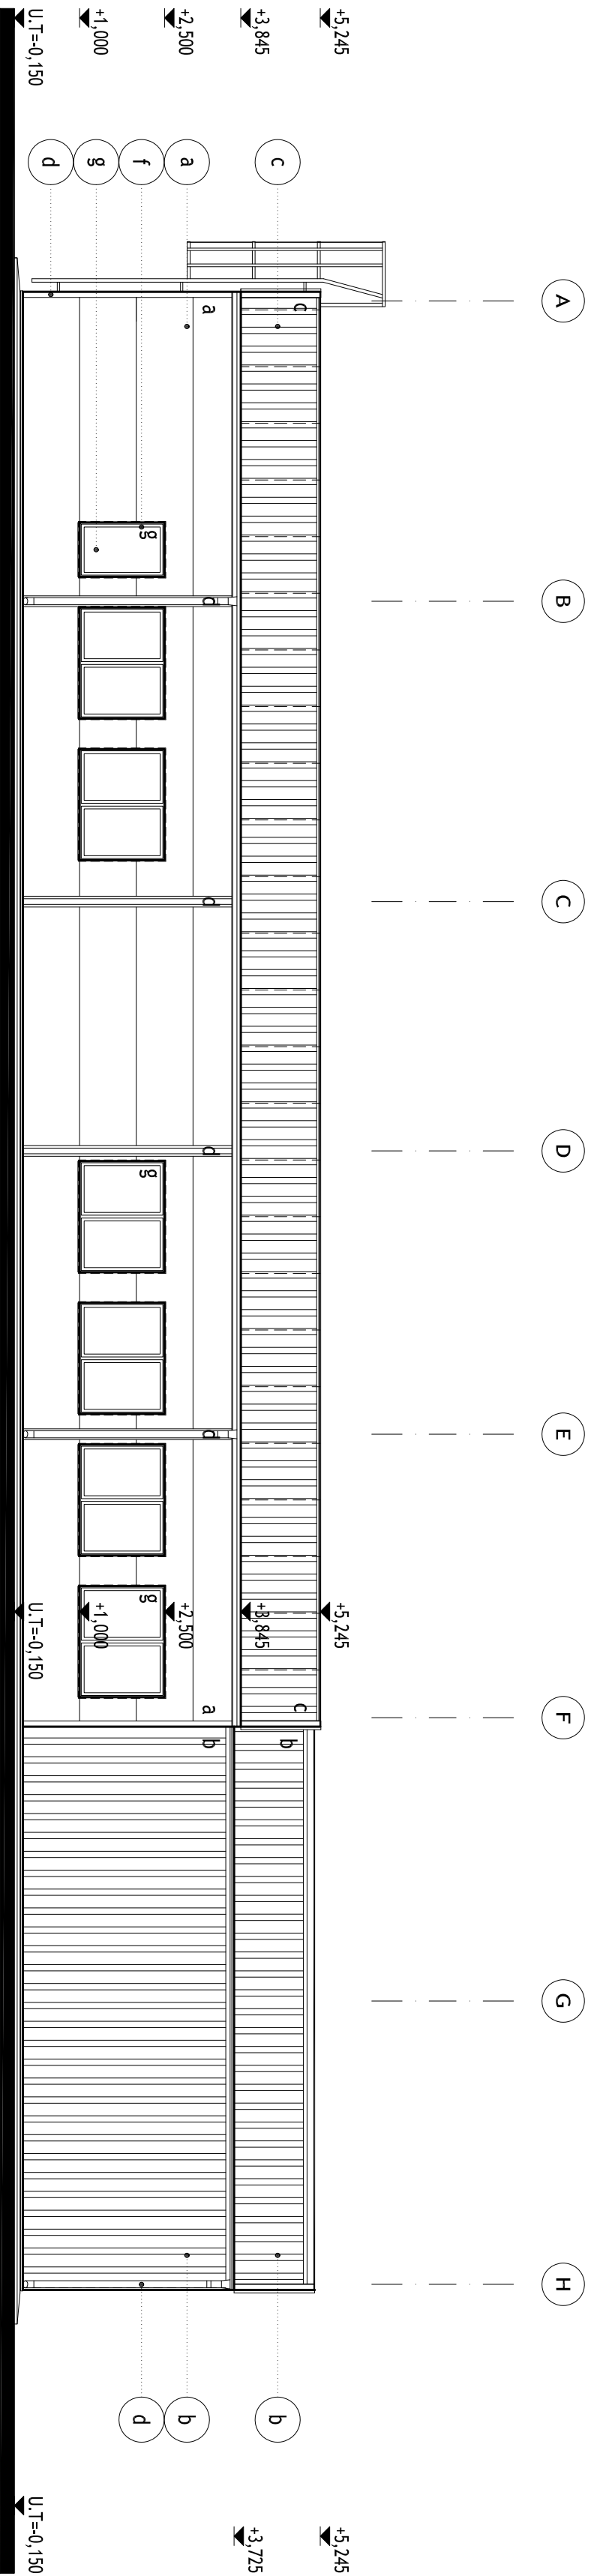 A B C D E F G H
+5,245 +5,245 +5,245
c c b
c b
+3,845 +3,845 +3,725
a d d d d a b
a b
+2,500 +2,500
g g g
f d
+1,000 +1,000
g
d
U.T=-0,150 U.T=-0,150 U.T=-0,150